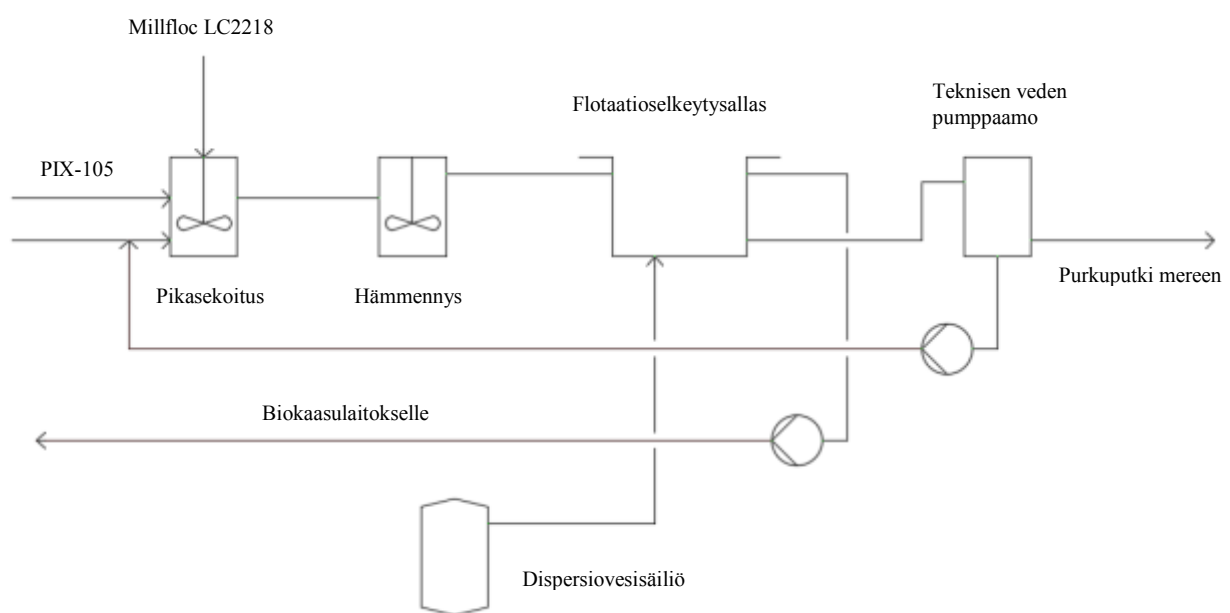 Millfloc LC2218
Flotaatioselkeytysallas
Teknisen veden
pumppaamo
PIX-105
Pikasekoitus
Hämmennys
Purkuputki mereen
Biokaasulaitokselle
Dispersiovesisäiliö